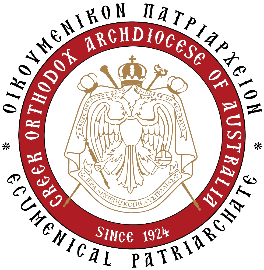 ΟΙΚΟΥΜΕΝΙΚΟΝ ΠΑΤΡΙΑΡΧΕΙΟΝ
GREEK ORTHODOX ARCHDIOCESE OF AUSTRALIA
SINCE 1924
* ECUMENICAL PATRIARCHATE *